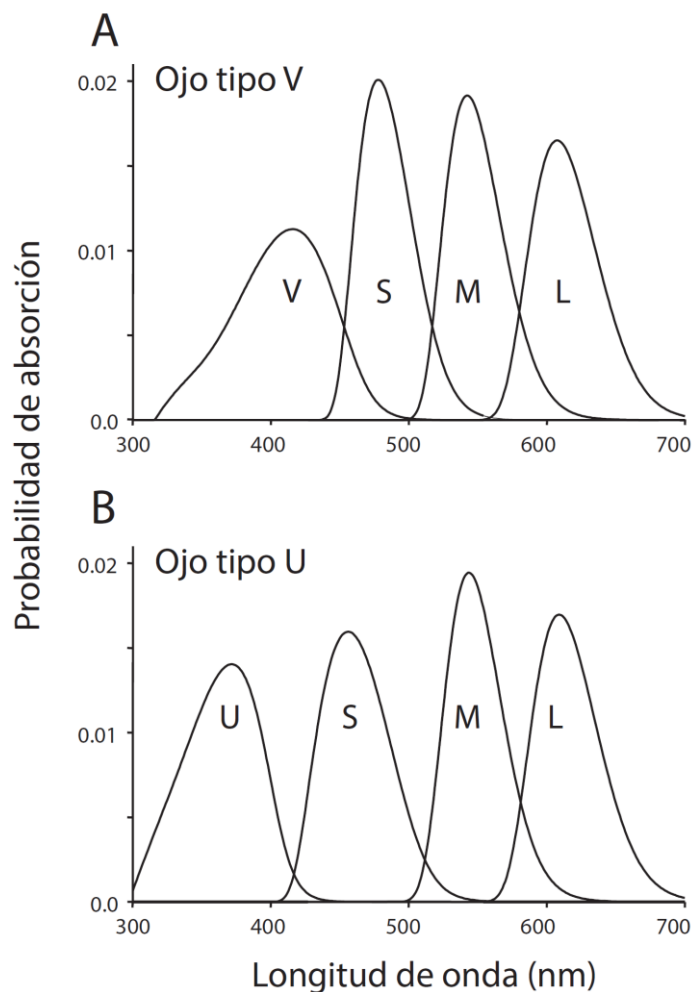 A
Ojo tipo V
0.02
0.01
0.0
V
S
M
L
300
400
500
600
700
Probabilidad de absorción
B
Ojo tipo U
0.02
0.01
0.0
U
S
M
L
300
400
500
600
700
Longitud de onda (nm)